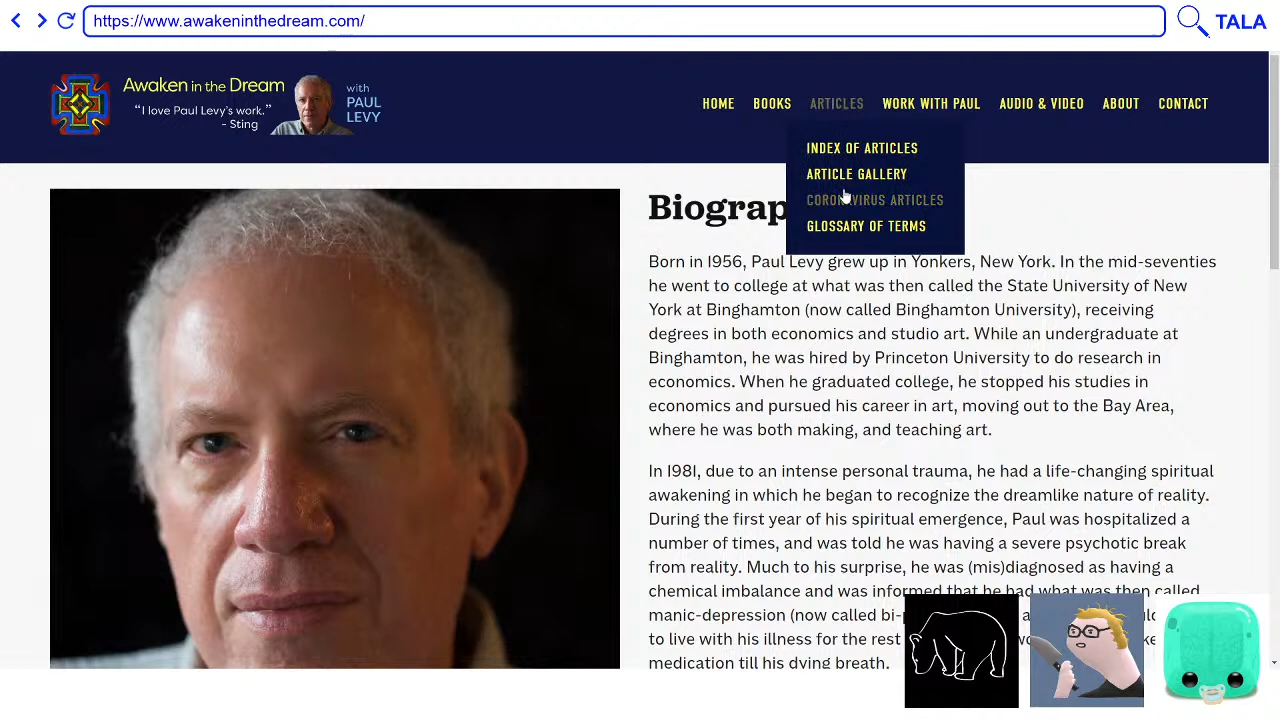 https://www.awakeninthedream.com/
TALA
Awaken in the Dream
"I love Paul Levy's work."
- Sting
with
PAUL
LEVY
HOME BOOKS ARTICLES WORK WITH PAUL AUDIO & VIDEO ABOUT CONTACT
INDEX OF ARTICLES
ARTICLE GALLERY
CORONAVIRUS ARTICLES
GLOSSARY OF TERMS
Born in 1956, Paul Levy grew up in Yonkers, New York. In the mid-seventies
he went to college at what was then called the State University of New
York at Binghamton (now called Binghamton University), receiving
degrees in both economics and studio art. While an undergraduate at
Binghamton, he was hired by Princeton University to do research in
economics. When he graduated college, he stopped his studies in
economics and pursued his career in art, moving out to the Bay Area,
where he was both making, and teaching art.
In 1981, due to an intense personal trauma, he had a life-changing spiritual
awakening in which he began to recognize the dreamlike nature of reality.
During the first year of his spiritual emergence, Paul was hospitalized a
number of times, and was told he was having a severe psychotic break
from reality. Much to his surprise, he was (mis)diagnosed as having a
chemical imbalance and was informed that he had what was then called
manic-depression (now called
to live with his illness for the rest
medication till his dying breath.